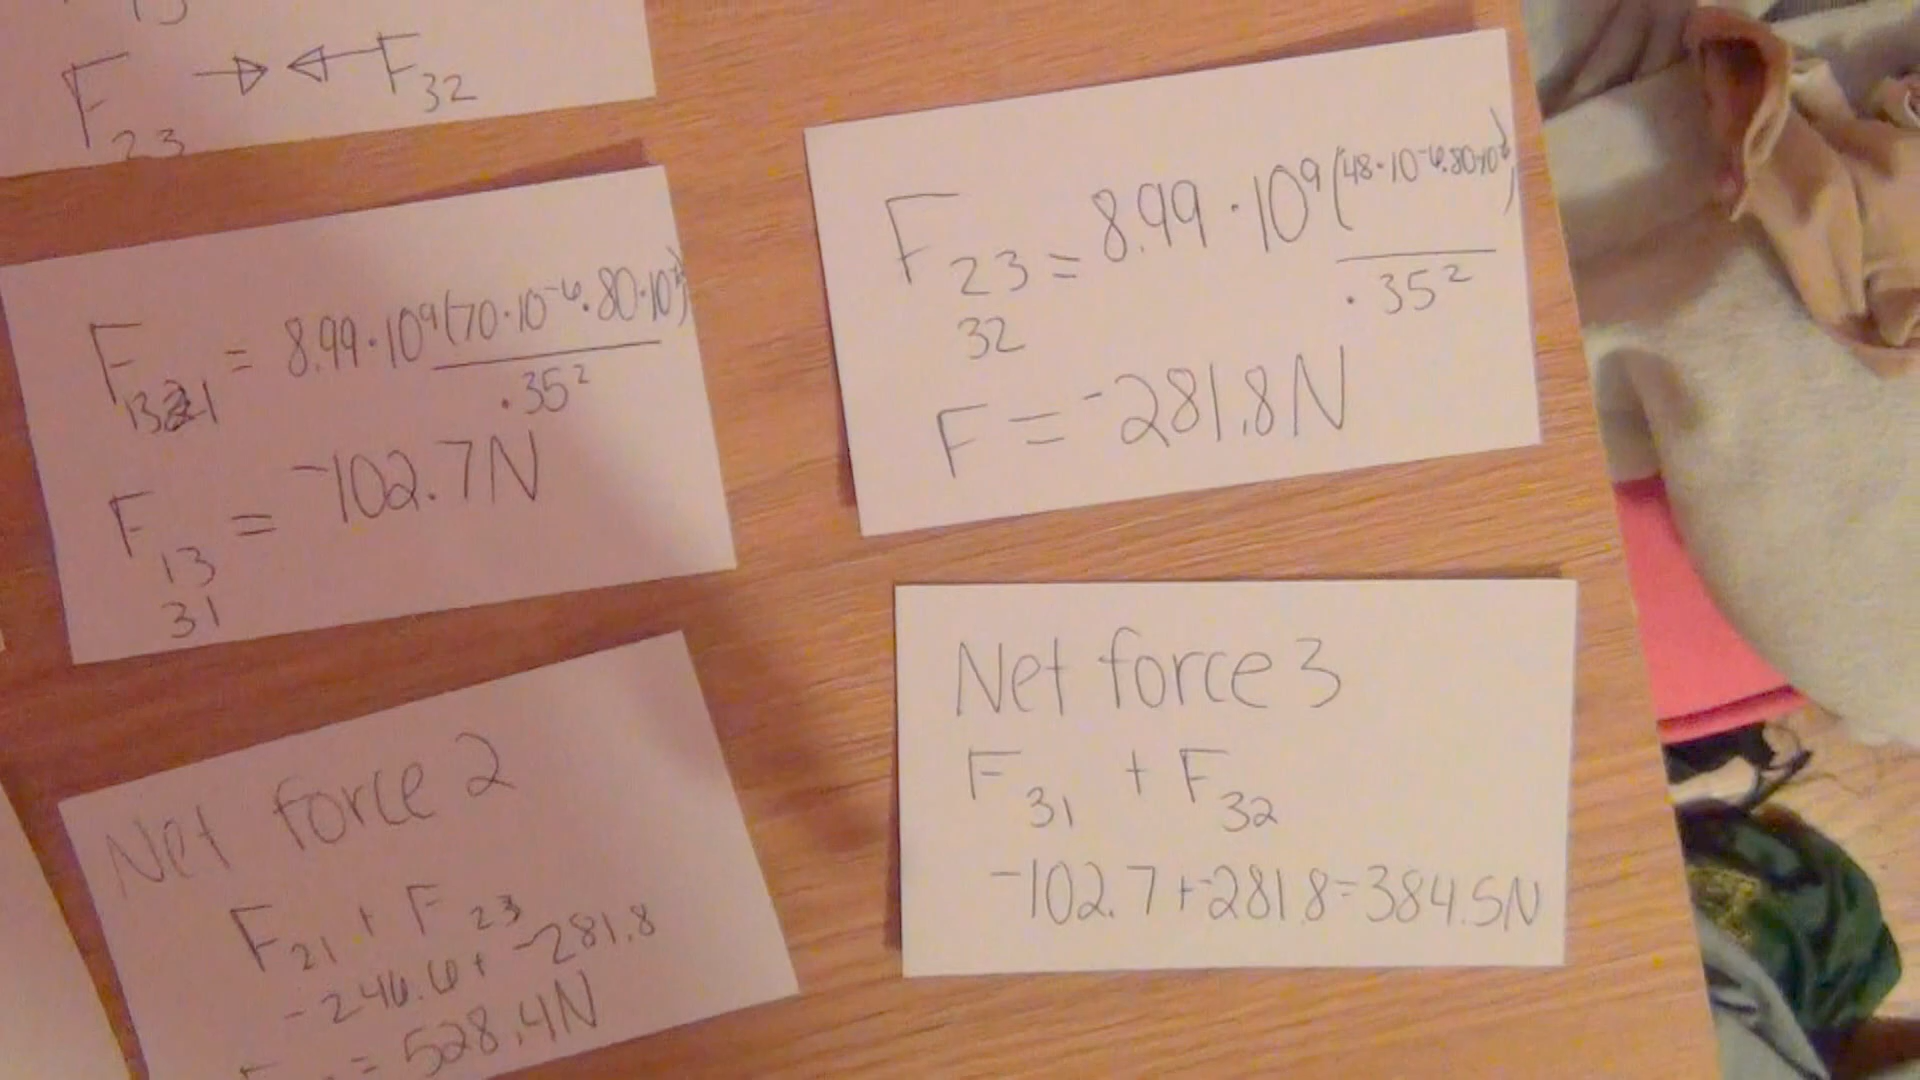 13
F23 →← F32
F1321 = 8.99·10⁹(70·10⁻⁶·80·10
.35²
F13 = ⁻102.7N
31
F23 = 8.99·10⁹(48·10⁻⁶·80·10⁻⁶)
32
.35²
F = ⁻281.8N
Net force 2
F21 + F23
-246.6 + -281.8
= 528.4N
Net force 3
F31 + F32
⁻102.7+-281.8=384.5N